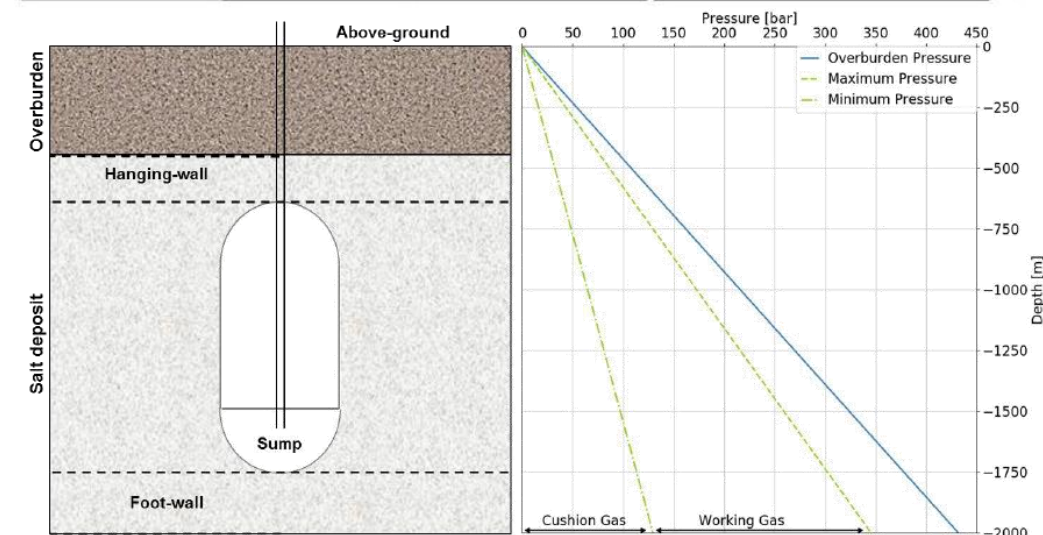 Above-ground
Overburden
Hanging-wall
Salt deposit
Sump
Foot-wall
Pressure [bar]
0 50 100 150 200 250 300 350 400 450
Overburden Pressure
Maximum Pressure
Minimum Pressure
0
−250
−500
−750
−1000
−1250
−1500
−1750
−2000
Depth [m]
Cushion Gas
Working Gas